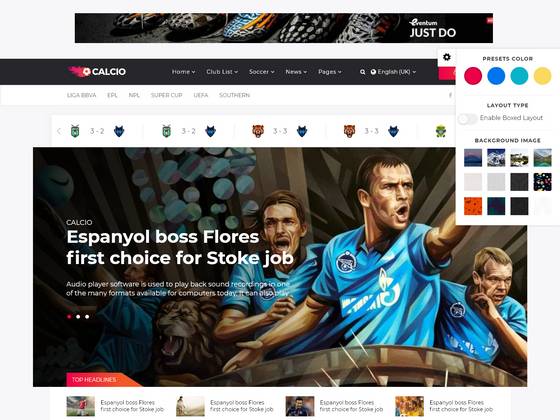 eventum
JUST DO
CALCIO
Home Club List Soccer News Pages English (UK)
LIGA BBVA EPL NPL SUPER CUP UEFA SOUTHERN
3 - 2 3 - 2 3 - 3 3 - 3
PRESETS COLOR
LAYOUT TYPE
Enable Boxed Layout
BACKGROUND IMAGE
CALCIO
Espanyol boss Flores
first choice for Stoke job
Audio player software is used to play back sound recordings in one
of the many formats available for computers today. It can also play
TOP HEADLINES
Espanyol boss Flores
first choice for Stoke job
Espanyol boss Flores
first choice for Stoke job
Espanyol boss Flores
first choice for Stoke job
Espanyol boss Flores
first choice for Stoke job